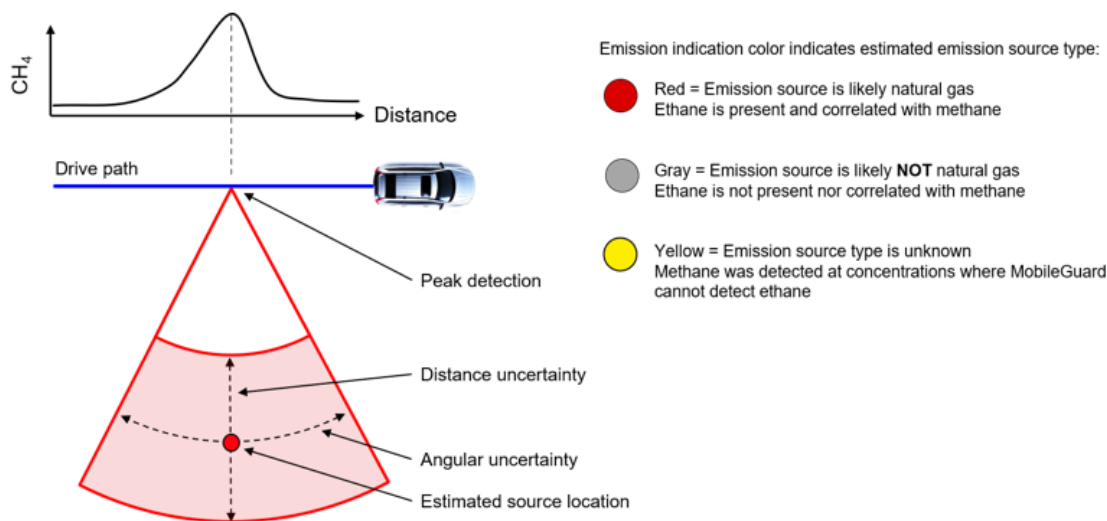 CH4
Distance
Drive path
Peak detection
Distance uncertainty
Angular uncertainty
Estimated source location
Emission indication color indicates estimated emission source type:
Red = Emission source is likely natural gas
Ethane is present and correlated with methane
Gray = Emission source is likely NOT natural gas
Ethane is not present nor correlated with methane
Yellow = Emission source type is unknown
Methane was detected at concentrations where MobileGuard
cannot detect ethane